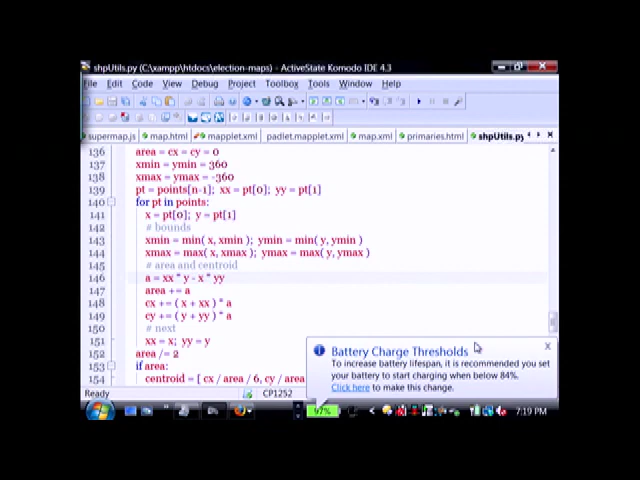 shpUtils.py (C:\xampp\htdocs\election-maps) - ActiveState Komodo IDE 4.3
File Edit Code View Debug Project Toolbox Tools Window Help
supermap.js map.html mapplet.xml padlet.mapplet.xml map.xml primaries.html shpUtils.py
136 area = cx = cy = 0
137 xmin = ymin = 360
138 xmax = ymax = -360
139 pt = points[n-1]; xx = pt[0]; yy = pt[1]
140 for pt in points:
141 x = pt[0]; y = pt[1]
142 # bounds
143 xmin = min( x, xmin ); ymin = min( y, ymin )
144 xmax = max( x, xmax ); ymax = max( y, ymax )
145 # area and centroid
146 a = xx * y - x * yy
147 area += a
148 cx += ( x + xx ) * a
149 cy += ( y + yy ) * a
150 # next
151 xx = x; yy = y
152 area /= 2
153 if area:
154 centroid = [ cx / area / 6, cy / area
Battery Charge Thresholds
To increase battery lifespan, it is recommended you set
your battery to start charging when below 84%.
Click here to make this change.
Ready CP1252
97% 7:19 PM